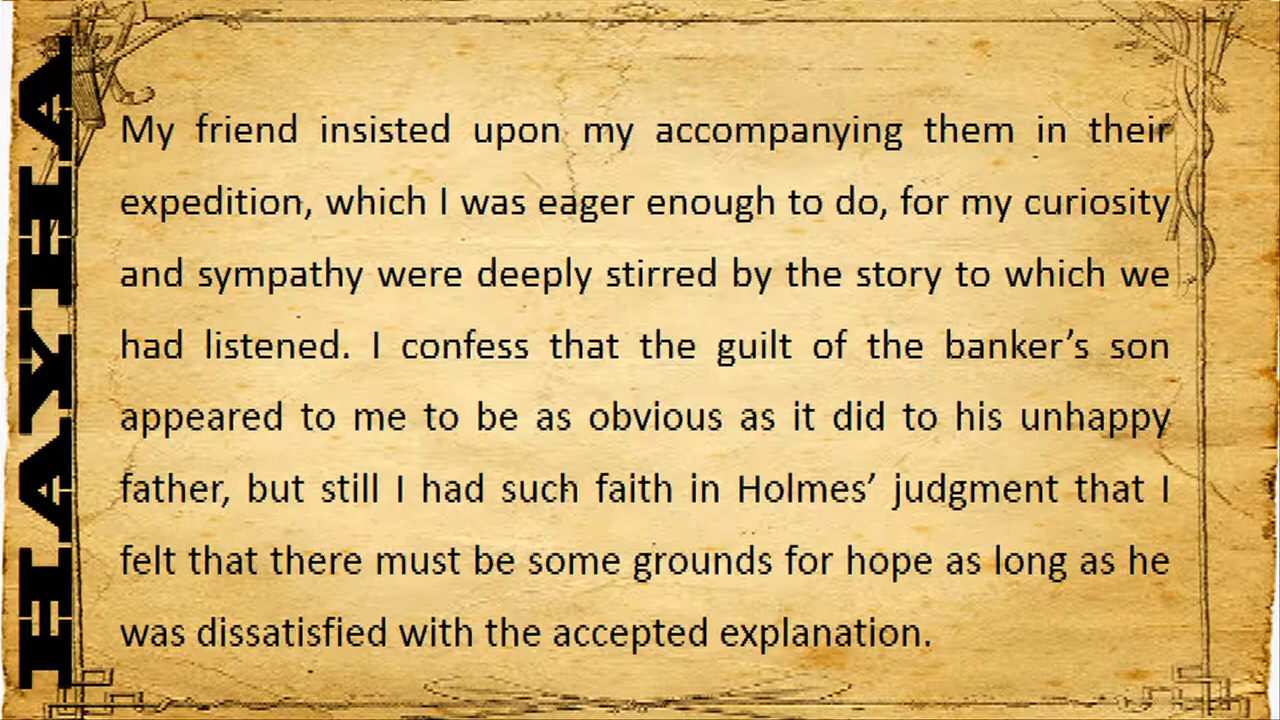 HAYHA
My friend insisted upon my accompanying them in their
expedition, which I was eager enough to do, for my curiosity
and sympathy were deeply stirred by the story to which we
had listened. I confess that the guilt of the banker’s son
appeared to me to be as obvious as it did to his unhappy
father, but still I had such faith in Holmes’ judgment that I
felt that there must be some grounds for hope as long as he
was dissatisfied with the accepted explanation.